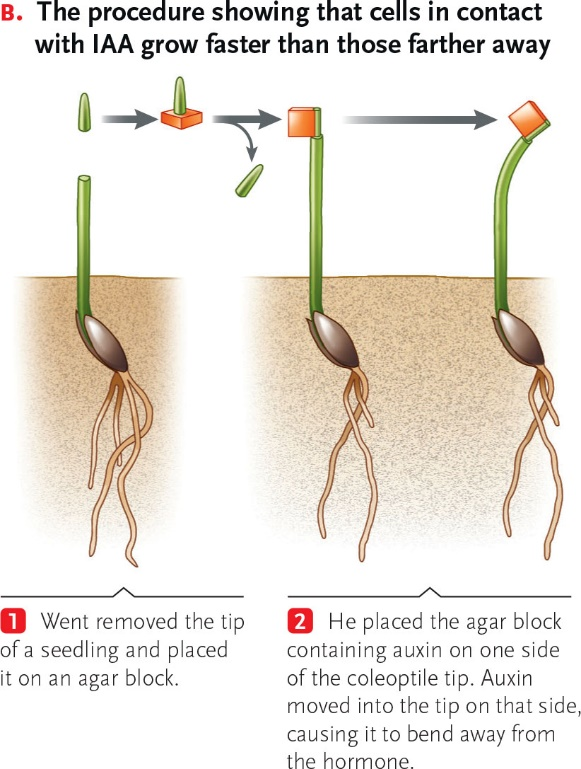 B. The procedure showing that cells in contact
with IAA grow faster than those farther away
1 Went removed the tip
of a seedling and placed
it on an agar block.
2 He placed the agar block
containing auxin on one side
of the coleoptile tip. Auxin
moved into the tip on that side,
causing it to bend away from
the hormone.